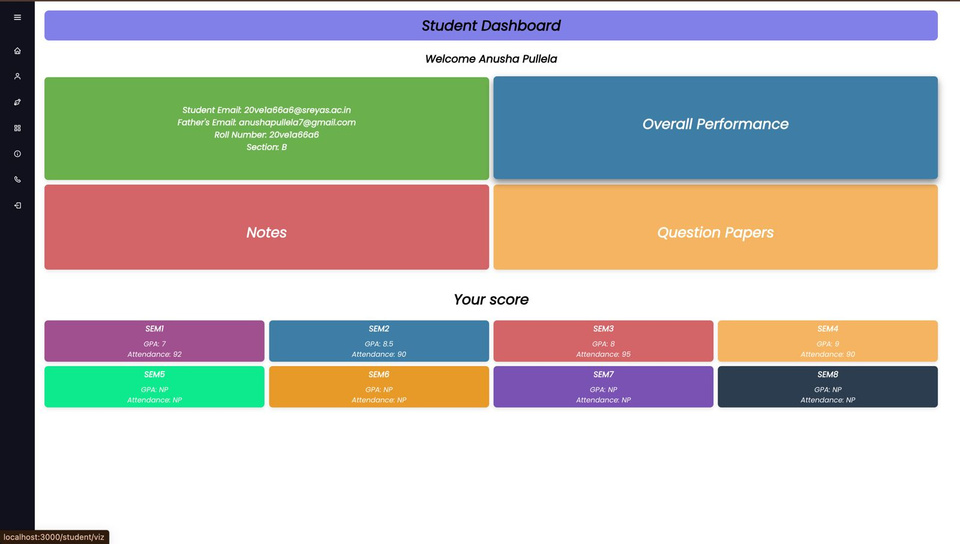 Student Dashboard
Welcome Anusha Pullela
Student Email: 20ve1a66a6@sreyas.ac.in
Father's Email: anushapullela7@gmail.com
Roll Number: 20ve1a66a6
Section: B
Overall Performance
Notes
Question Papers
Your score
SEM1
GPA: 7
Attendance: 92
SEM2
GPA: 8.5
Attendance: 90
SEM3
GPA: 8
Attendance: 95
SEM4
GPA: 9
Attendance: 90
SEM5
GPA: NP
Attendance: NP
SEM6
GPA: NP
Attendance: NP
SEM7
GPA: NP
Attendance: NP
SEM8
GPA: NP
Attendance: NP
localhost:3000/student/viz